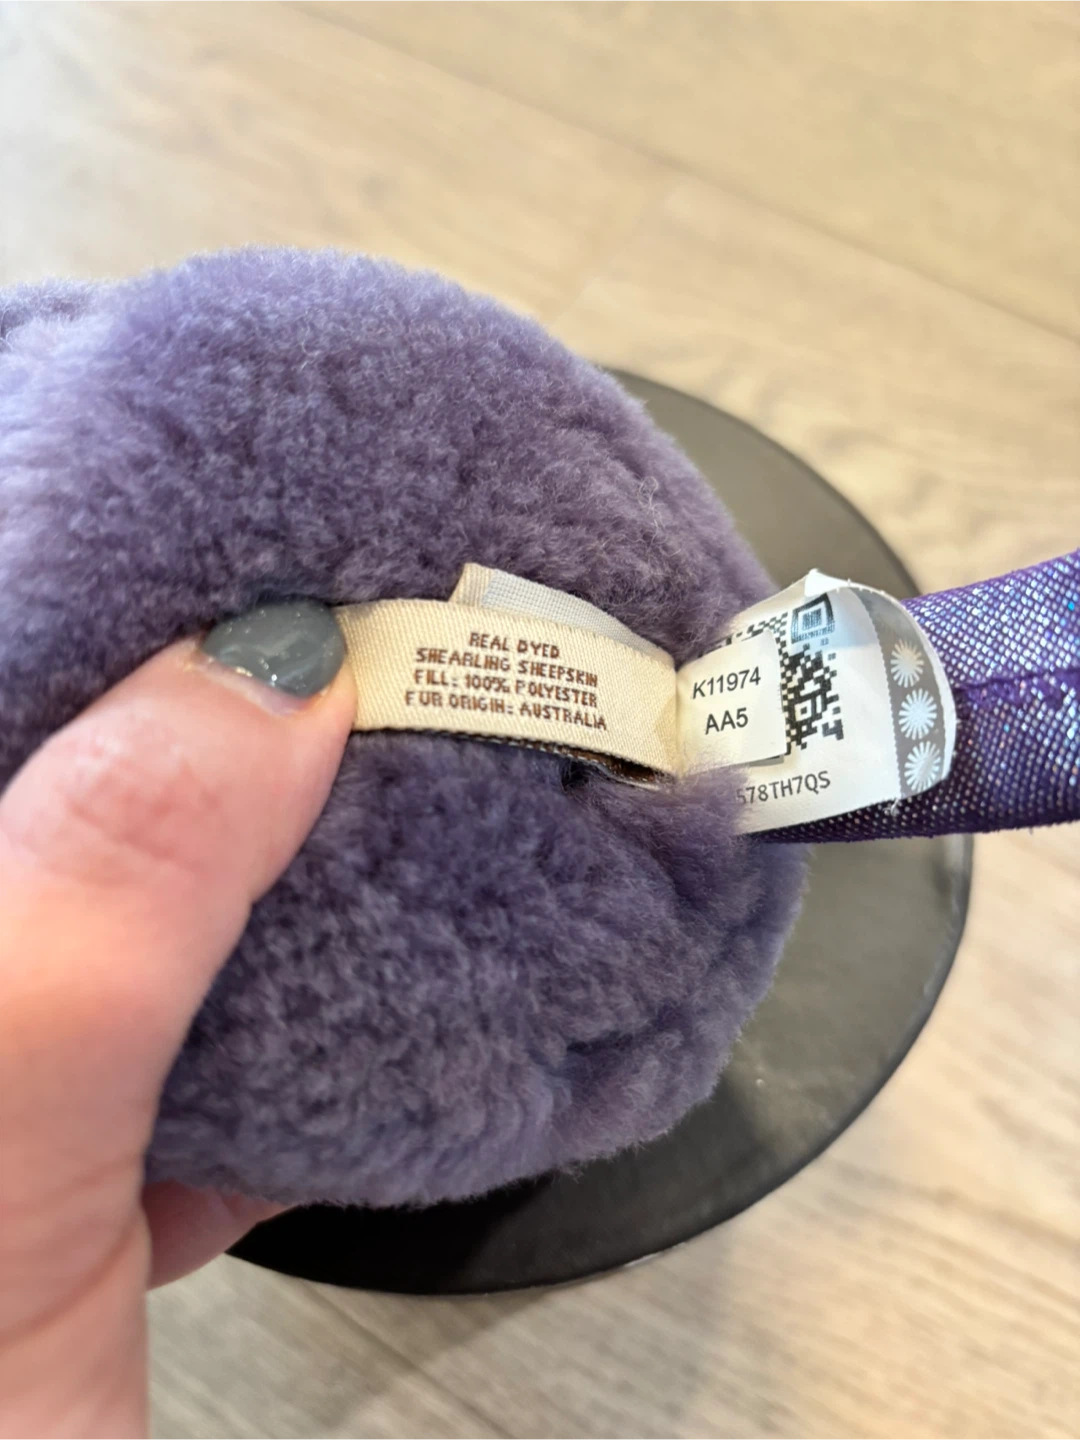 REAL DYED
SHEARLING SHEEPSKIN
FILL: 100% POLYESTER
FUR ORIGIN: AUSTRALIA
K11974
AA5
578TH7QS